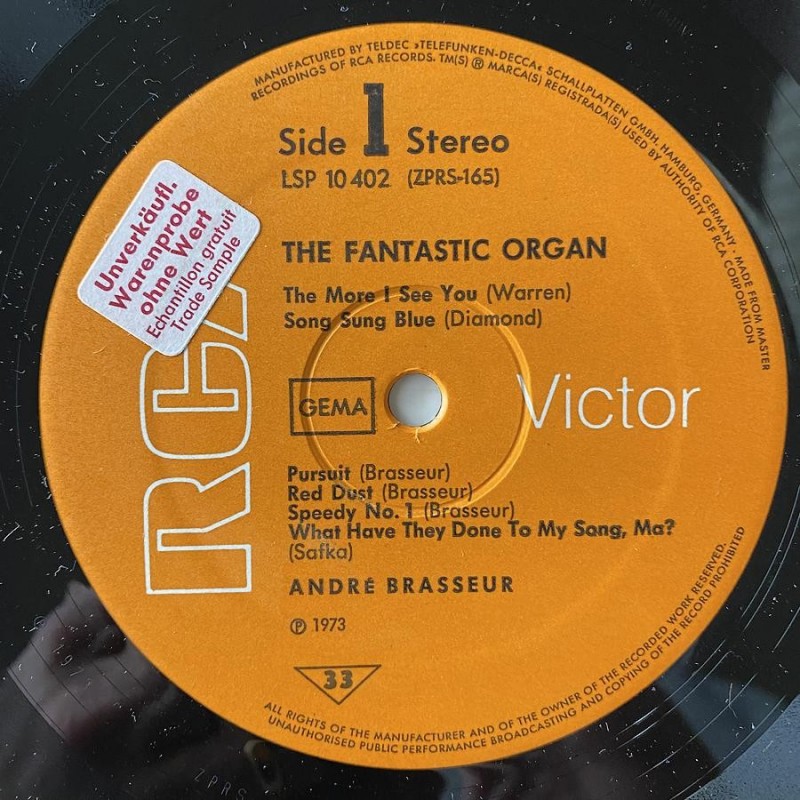 MANUFACTURED BY TELDEC »TELEFUNKEN-DECCA« SCHALLPLATTEN GMBH, HAMBURG, GERMANY · MADE FROM MASTER
RECORDINGS OF RCA RECORDS. TM(S) ® MARCA(S) REGISTRADA(S) USED BY AUTHORITY OF RCA CORPORATION
Side 1 Stereo
LSP 10 402 (ZPRS-165)
Unverkäufl.
Warenprobe
ohne Wert
Echantillon gratuit
Trade Sample
THE FANTASTIC ORGAN
The More I See You (Warren)
Song Sung Blue (Diamond)
RCA
GEMA
Victor
Pursuit (Brasseur)
Red Dust (Brasseur)
Speedy No. 1 (Brasseur)
What Have They Done To My Song, Ma?
(Safka)
ANDRÉ BRASSEUR
℗ 1973
33
ALL RIGHTS OF THE MANUFACTURER AND OF THE OWNER OF THE RECORDED WORK RESERVED.
UNAUTHORISED PUBLIC PERFORMANCE BROADCASTING AND COPYING OF THE RECORD PROHIBITED
ZPRS